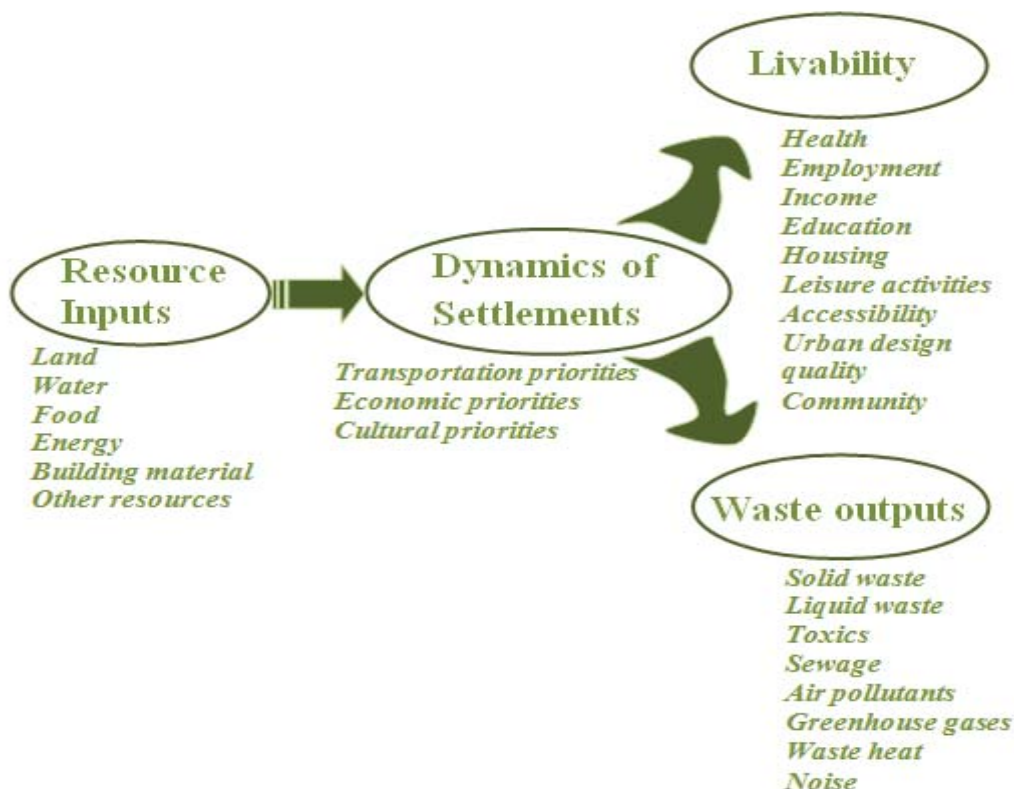 Livability
Health
Employment
Income
Education
Housing
Leisure activities
Accessibility
Urban design
quality
Community
Resource
Inputs
Land
Water
Food
Energy
Building material
Other resources
Dynamics of
Settlements
Transportation priorities
Economic priorities
Cultural priorities
Waste outputs
Solid waste
Liquid waste
Toxics
Sewage
Air pollutants
Greenhouse gases
Waste heat
Noise